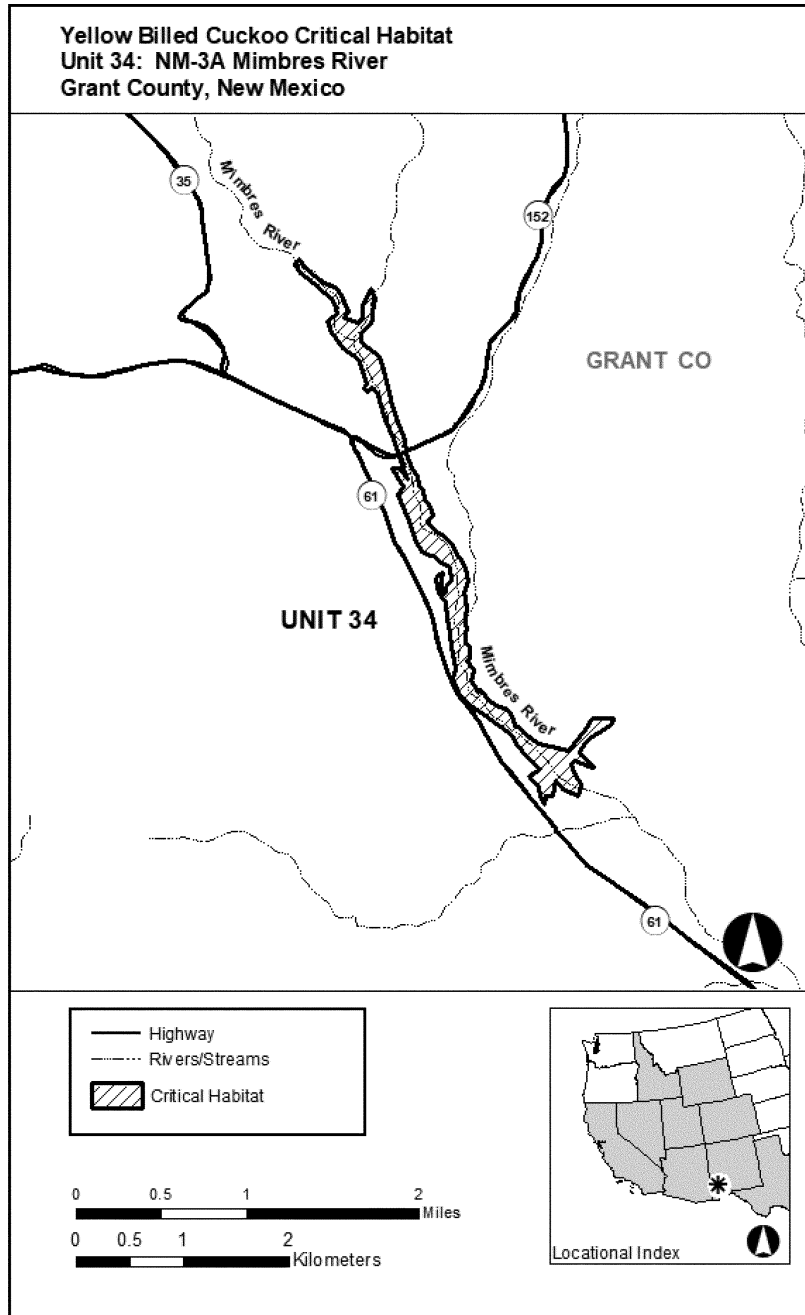 Yellow Billed Cuckoo Critical Habitat
Unit 34: NM-3A Mimbres River
Grant County, New Mexico
Mimbres River
35
152
GRANT CO
61
UNIT 34
Mimbres River
61
Highway
Rivers/Streams
Critical Habitat
0 0.5 1 2
Miles
0 0.5 1 2
Kilometers
Locational Index